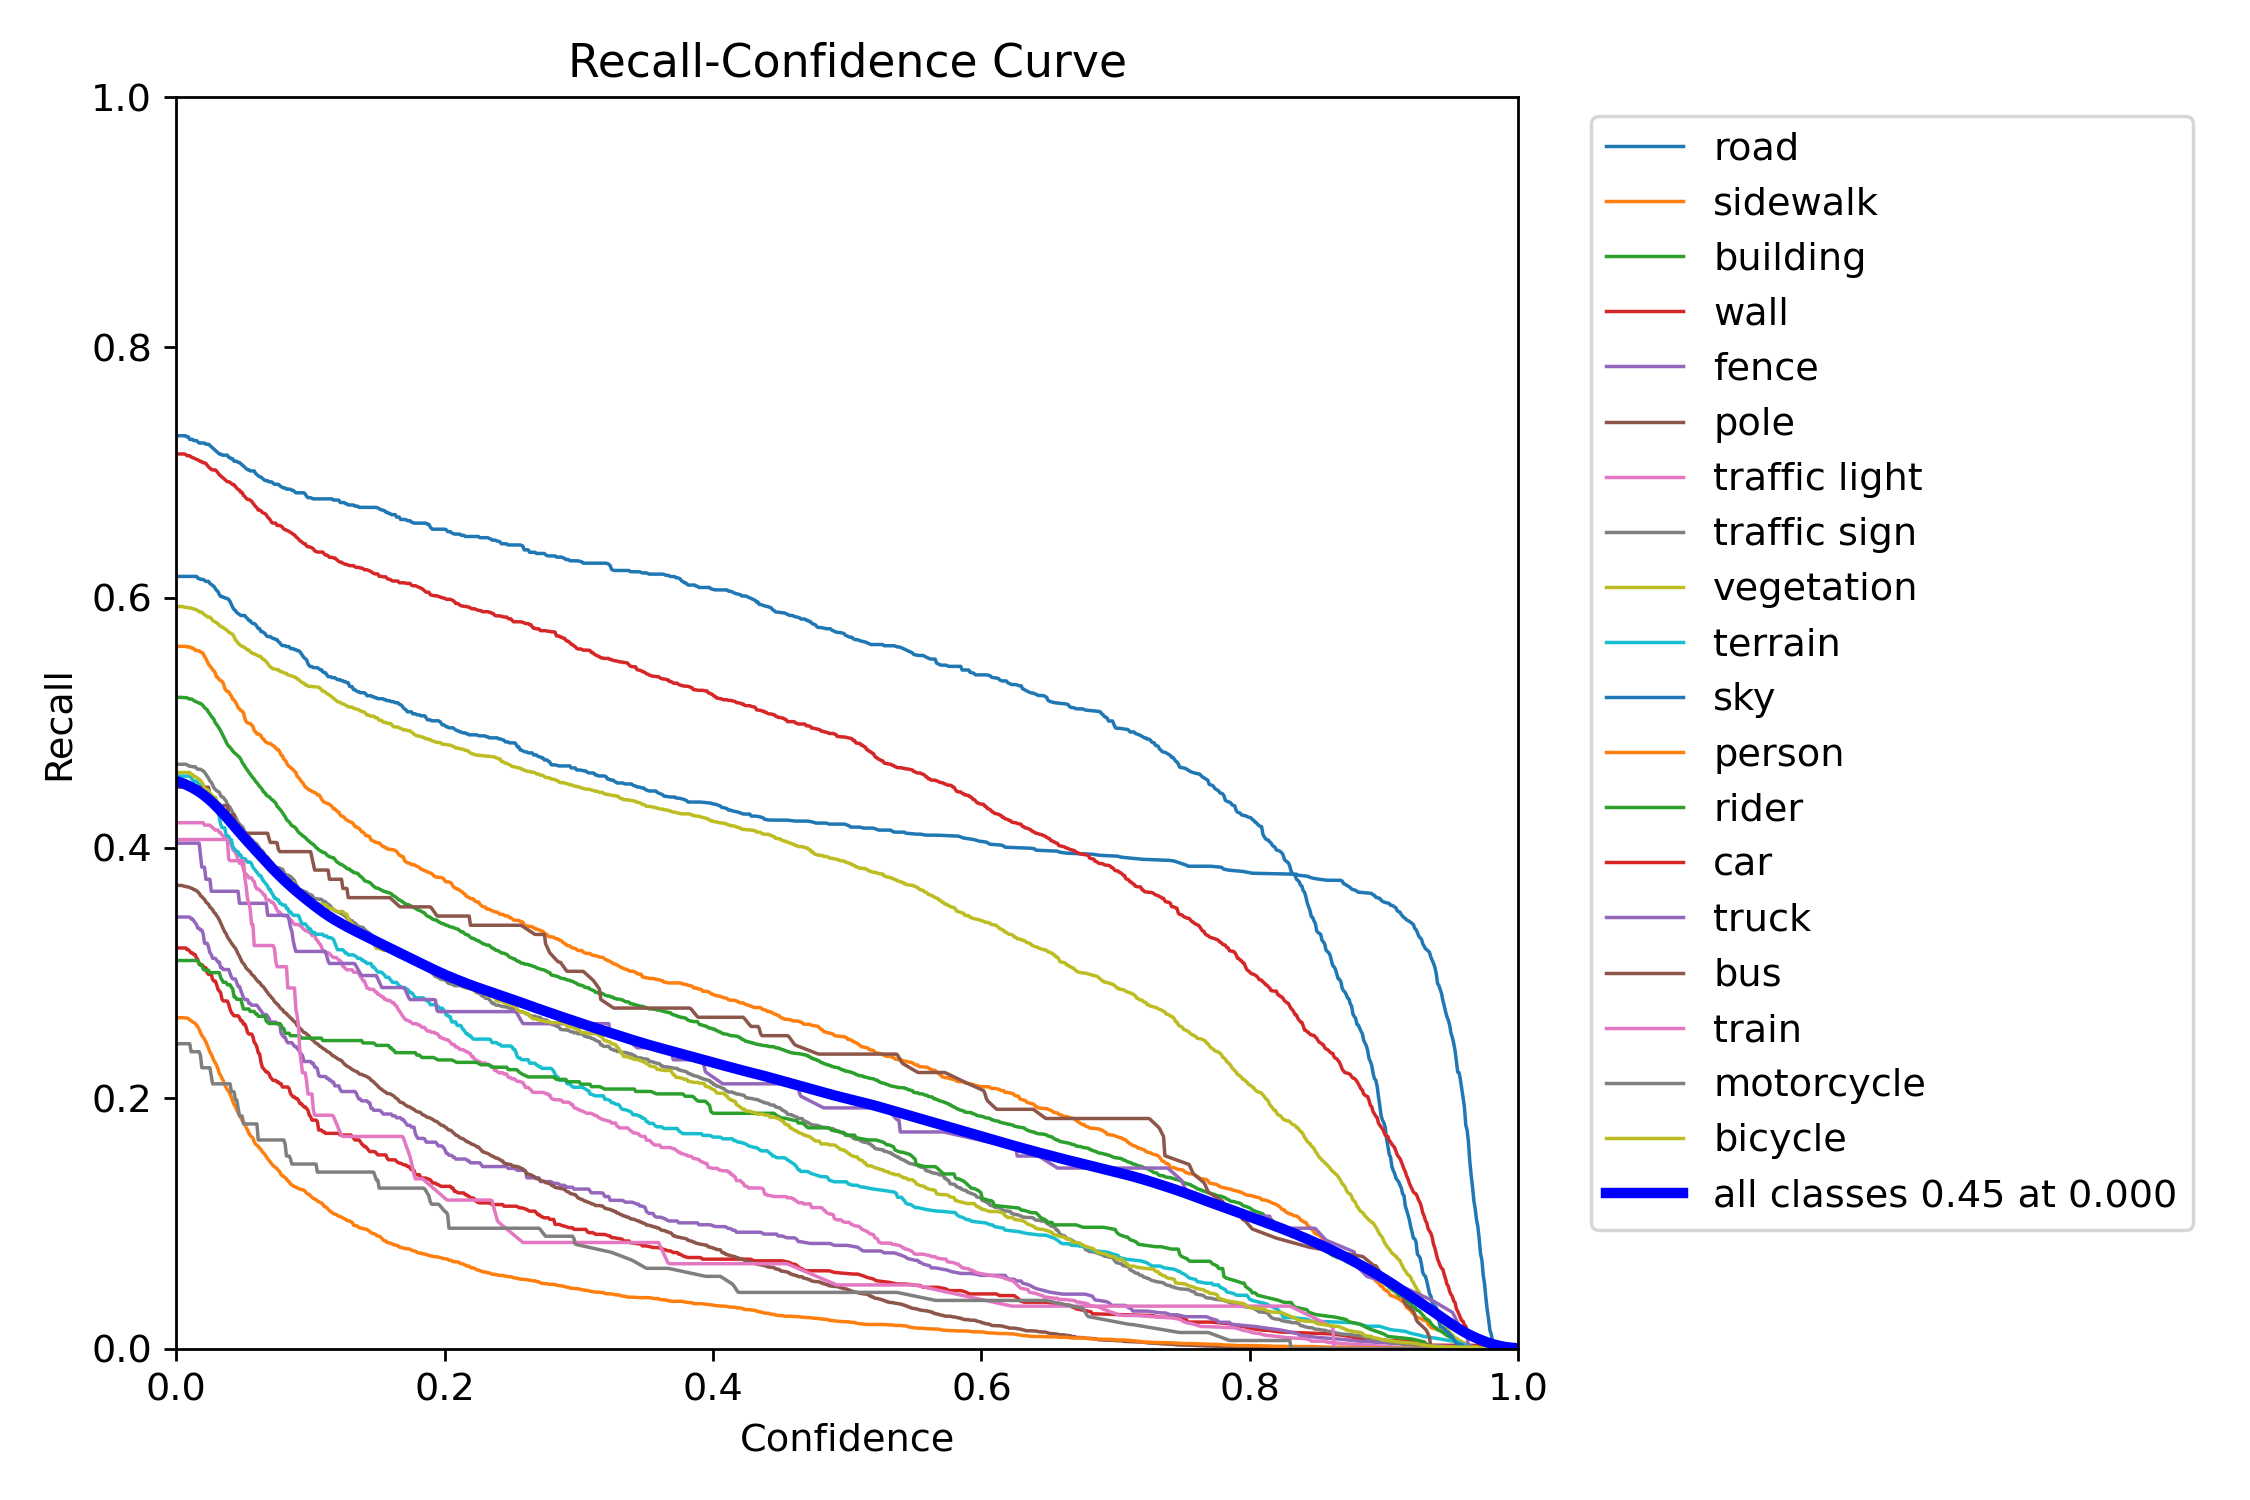 Recall-Confidence Curve
1.0
0.8
0.6
0.4
0.2
0.0
Recall
0.0 0.2 0.4 0.6 0.8 1.0
Confidence
road
sidewalk
building
wall
fence
pole
traffic light
traffic sign
vegetation
terrain
sky
person
rider
car
truck
bus
train
motorcycle
bicycle
all classes 0.45 at 0.000